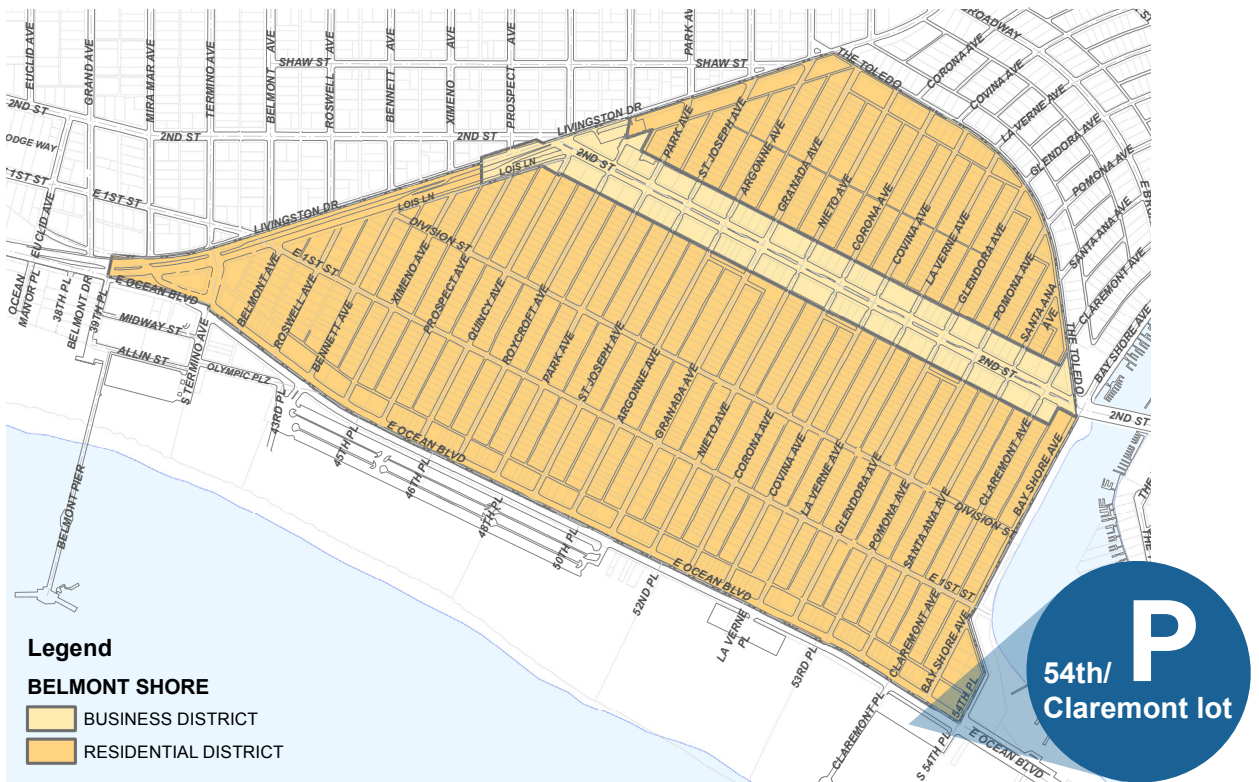 EUCLID AVE
GRAND AVE
MIRA MAR AVE
TERMINO AVE
BELMONT AVE
ROSWELL AVE
BENNETT AVE
XIMENO AVE
PROSPECT AVE
PARK AVE
BROADWAY
SHAW ST
SHAW ST
THE TOLEDO
CORONA AVE
COVINA AVE
LA VERNE AVE
GLENDORA AVE
POMONA AVE
SANTA ANA AVE
CLAREMONT AVE
2ND ST
2ND ST
2ND ST
LIVINGSTON DR
ODGE WAY
1ST ST
E 1ST ST
EUCLID AVE
LOIS LN
LOIS LN
LIVINGSTON DR
2ND ST
PARK AVE
ST JOSEPH AVE
ARGONNE AVE
GRANADA AVE
NIETO AVE
CORONA AVE
COVINA AVE
LA VERNE AVE
GLENDORA AVE
POMONA AVE
SANTA ANA AVE
THE TOLEDO
BAY SHORE AVE
2ND ST
2ND ST
OCEAN
MANOR PL
38TH PL
BELMONT DR
39TH PL
E OCEAN BLVD
MIDWAY ST
ALLIN ST
S TERMINO AVE
OLYMPIC PLZ
BELMONT PIER
DIVISION ST
E 1ST ST
BELMONT AVE
ROSWELL AVE
BENNETT AVE
XIMENO AVE
PROSPECT AVE
QUINCY AVE
ROYCROFT AVE
PARK AVE
ST JOSEPH AVE
ARGONNE AVE
GRANADA AVE
NIETO AVE
CORONA AVE
COVINA AVE
LA VERNE AVE
GLENDORA AVE
POMONA AVE
SANTA ANA AVE
CLAREMONT AVE
BAY SHORE AVE
DIVISION S
E 1ST ST
43RD PL
45TH PL
46TH PL
48TH PL
50TH PL
E OCEAN BLVD
E OCEAN BLVD
52ND PL
LA VERNE
PL
53RD PL
CLAREMONT AVE
BAY SHORE AVE
54TH PL
CLAREMONT PL
S 54TH PL
E OCEAN BLVD
P
54th/
Claremont lot
Legend
BELMONT SHORE
BUSINESS DISTRICT
RESIDENTIAL DISTRICT